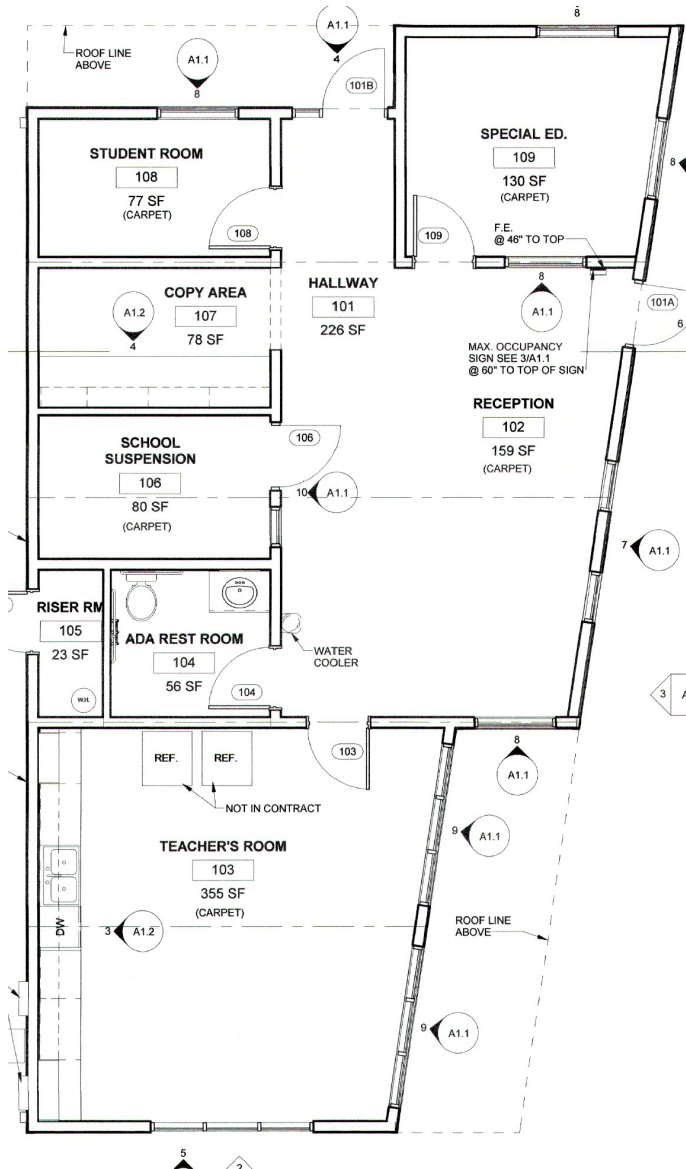 8
A1.1
4
ROOF LINE
ABOVE
A1.1
8
101B
STUDENT ROOM
108
77 SF
(CARPET)
108
SPECIAL ED.
109
130 SF
(CARPET)
8
109
F.E.
@ 46" TO TOP
HALLWAY
101
226 SF
COPY AREA
107
78 SF
A1.2
4
8
A1.1
101A
6
MAX. OCCUPANCY
SIGN SEE 3/A1.1
@ 60" TO TOP OF SIGN
RECEPTION
102
159 SF
(CARPET)
SCHOOL
SUSPENSION
106
80 SF
(CARPET)
106
10
A1.1
7
A1.1
RISER RM
105
23 SF
W.H.
ADA REST ROOM
104
56 SF
104
WATER
COOLER
3
A
103
8
A1.1
REF.
REF.
NOT IN CONTRACT
TEACHER'S ROOM
103
355 SF
(CARPET)
9
A1.1
DW
3
A1.2
ROOF LINE
ABOVE
9
A1.1
5
2